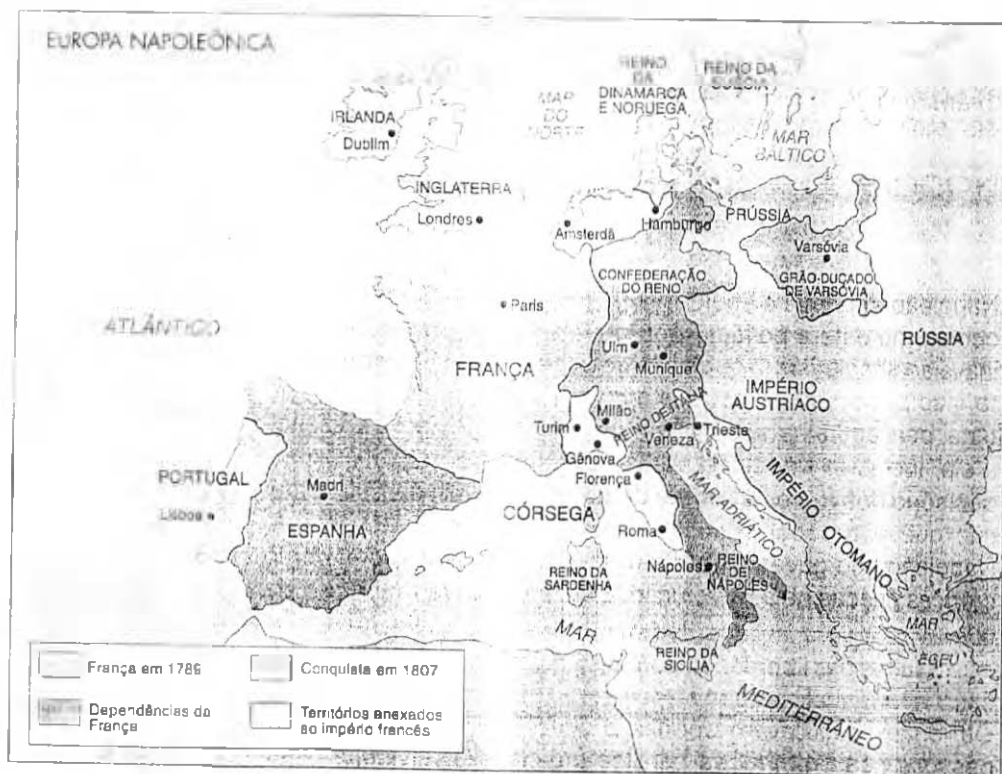 EUROPA NAPOLEÔNICA
REINO
DA
DINAMARCA
E NORUEGA
REINO DA
SUÉCIA
MAR
DO
NORTE
IRLANDA
Dublim
MAR
BÁLTICO
INGLATERRA
Londres
Amsterdã
Hamburgo
PRÚSSIA
Varsóvia
GRÃO-DUCADO
DE VARSÓVIA
CONFEDERAÇÃO
DO RENO
Paris
ATLÂNTICO
RÚSSIA
Ulm
Munique
FRANÇA
IMPÉRIO
AUSTRÍACO
Milão
REINO DE ITÁLIA
Turim
Veneza
Trieste
Gênova
Florença
PORTUGAL
Lisboa
Madri
ESPANHA
CÓRSEGA
MAR ADRIÁTICO
IMPÉRIO OTOMANO
Roma
REINO DA
SARDENHA
Nápoles
REINO
DE
NÁPOLES
MAR
REINO DA
SICÍLIA
MAR
EGEU
MEDITERRÂNEO
França em 1789
Conquista em 1807
Dependências da
França
Territórios anexados
ao império francês